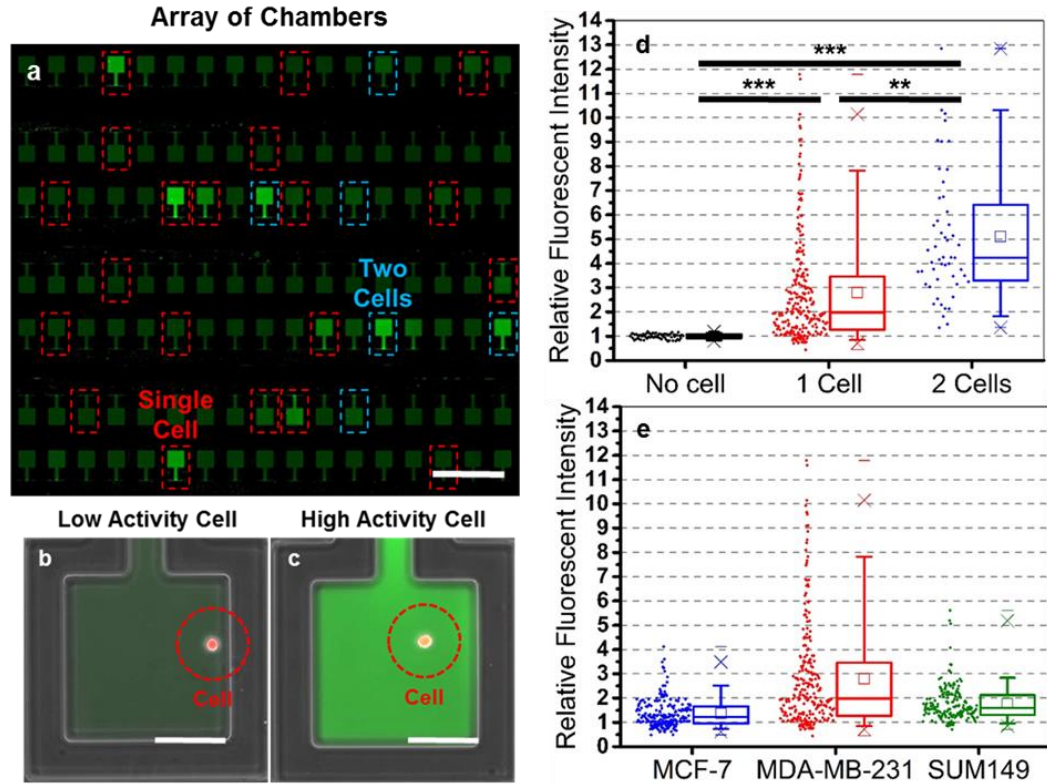 Array of Chambers
a
Two
Cells
Single
Cell
Low Activity Cell
High Activity Cell
b
Cell
c
Cell
d
Relative Fluorescent Intensity
14
13
12
11
10
9
8
7
6
5
4
3
2
1
0
***
***
**
No cell
1 Cell
2 Cells
e
Relative Fluorescent Intensity
14
13
12
11
10
9
8
7
6
5
4
3
2
1
0
MCF-7
MDA-MB-231
SUM149